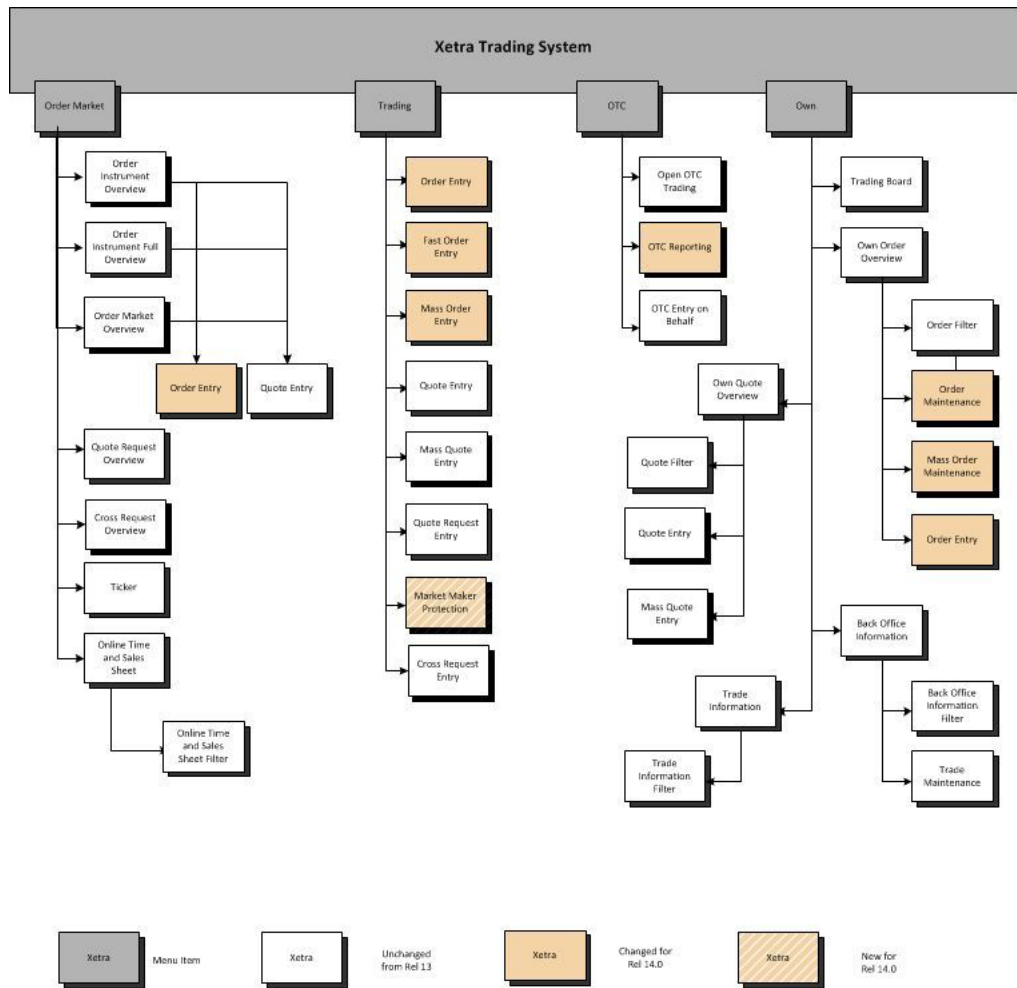 Xetra Trading System
Order Market
Trading
OTC
Own
Order
Instrument
Overview
Order
Instrument Full
Overview
Order Market
Overview
Order Entry
Quote Entry
Quote Request
Overview
Cross Request
Overview
Ticker
Online Time
and Sales
Sheet
Online Time
and Sales
Sheet Filter
Order Entry
Fast Order
Entry
Mass Order
Entry
Quote Entry
Mass Quote
Entry
Quote Request
Entry
Market Maker
Protection
Cross Request
Entry
Open OTC
Trading
OTC Reporting
OTC Entry on
Behalf
Trading Board
Own Order
Overview
Order Filter
Order
Maintenance
Mass Order
Maintenance
Order Entry
Own Quote
Overview
Quote Filter
Quote Entry
Mass Quote
Entry
Back Office
Information
Back Office
Information
Filter
Trade
Maintenance
Trade
Information
Trade
Information
Filter
Xetra
Menu Item
Xetra
Unchanged
from Rel 13
Xetra
Changed for
Rel 14.0
Xetra
New for
Rel 14.0